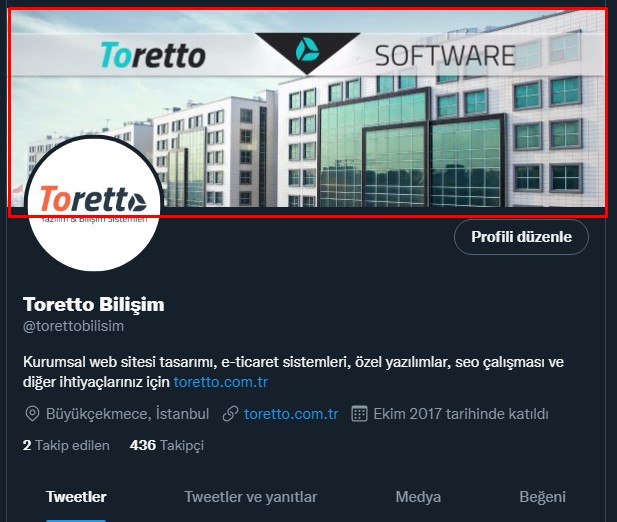 Toretto SOFTWARE
Toretto
Yazılım & Bilişim Sistemleri
Profili düzenle
Toretto Bilişim
@torettobilisim
Kurumsal web sitesi tasarımı, e-ticaret sistemleri, özel yazılımlar, seo çalışması ve
diğer ihtiyaçlarınız için toretto.com.tr
Büyükçekmece, İstanbul toretto.com.tr Ekim 2017 tarihinde katıldı
2 Takip edilen 436 Takipçi
Tweetler Tweetler ve yanıtlar Medya Beğeni